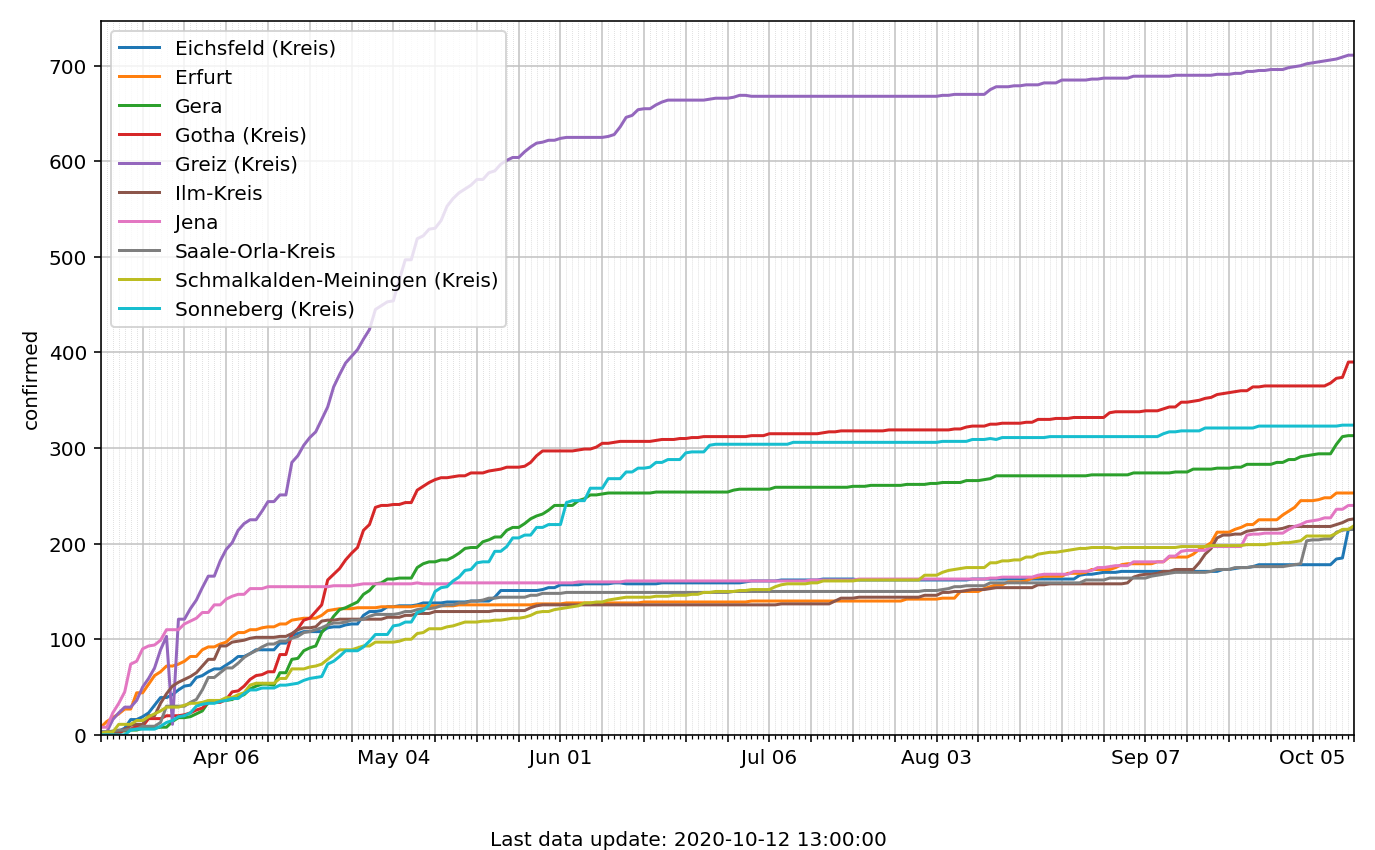 700
600
500
400
300
200
100
0
confirmed
Eichsfeld (Kreis)
Erfurt
Gera
Gotha (Kreis)
Greiz (Kreis)
Ilm-Kreis
Jena
Saale-Orla-Kreis
Schmalkalden-Meiningen (Kreis)
Sonneberg (Kreis)
Apr 06 May 04 Jun 01 Jul 06 Aug 03 Sep 07 Oct 05
Last data update: 2020-10-12 13:00:00